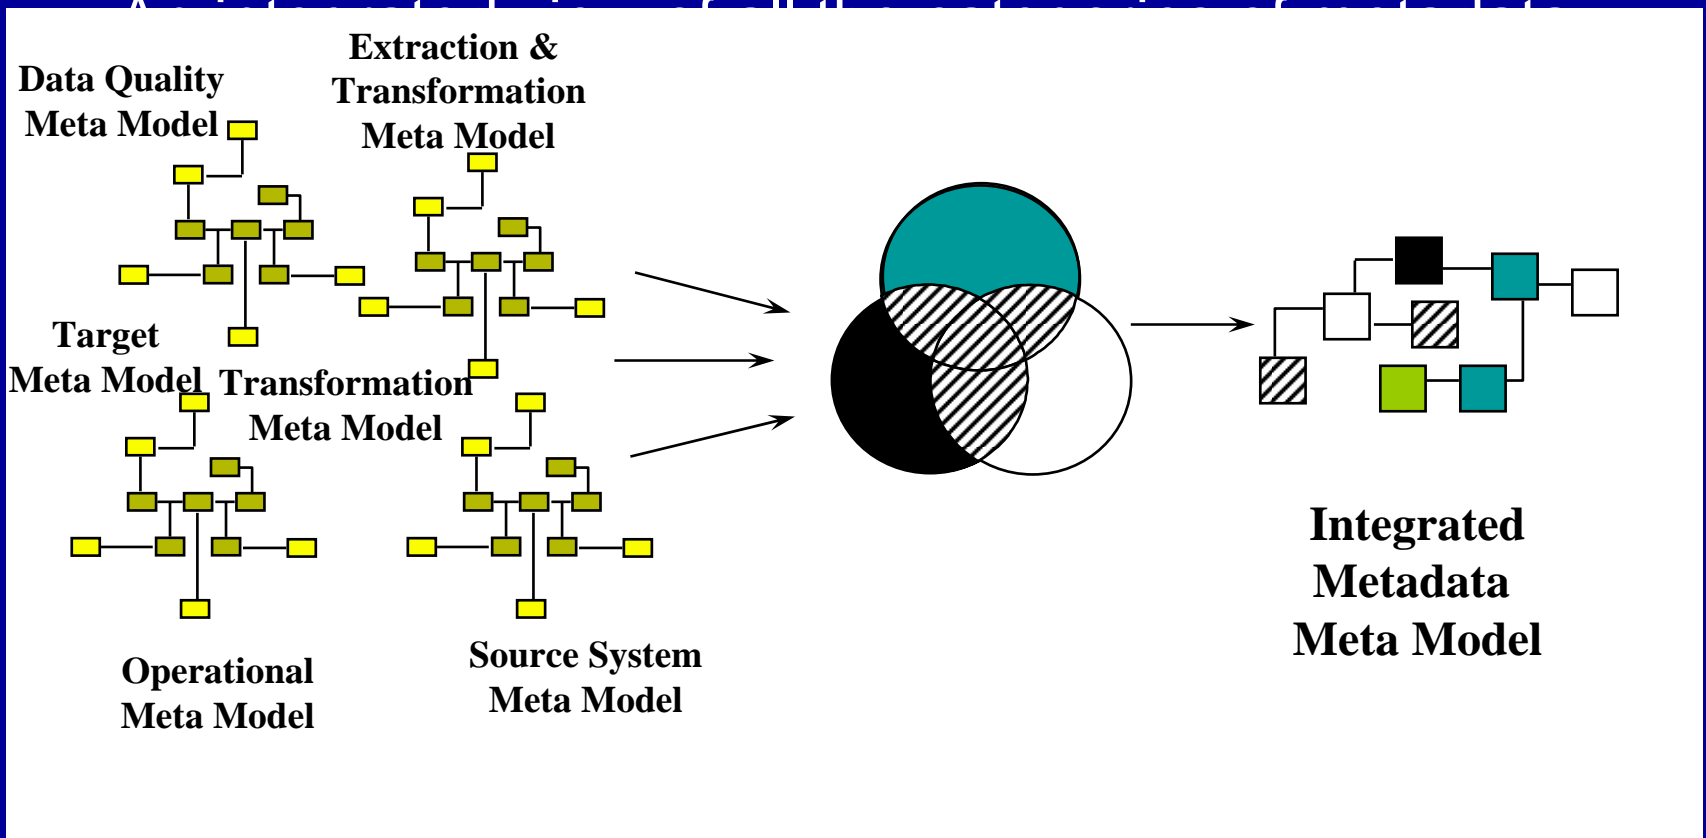 Data Quality
Meta Model
Extraction &
Transformation
Meta Model
Target
Meta Model
Transformation
Meta Model
Operational
Meta Model
Source System
Meta Model
Integrated
Metadata
Meta Model